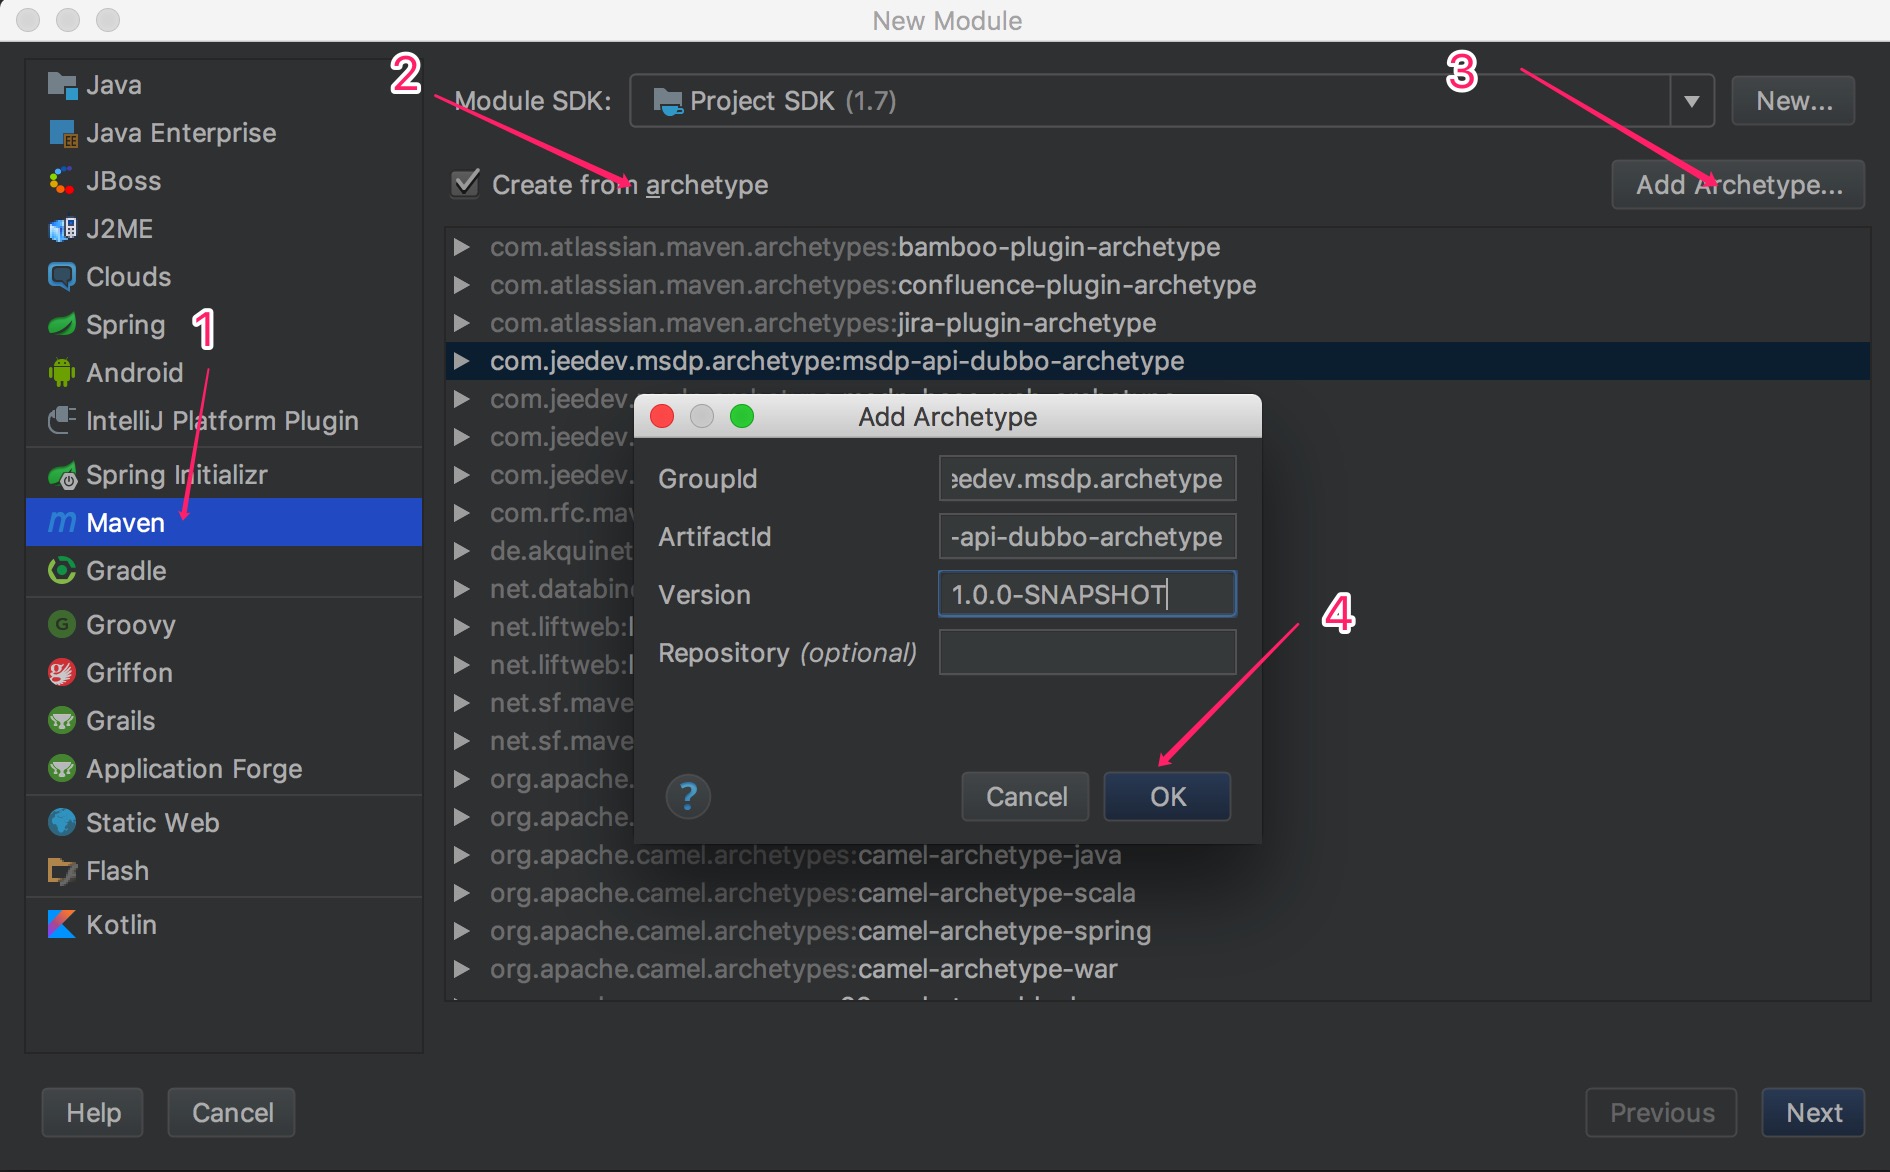 New Module
Java
Java Enterprise
JBoss
J2ME
Clouds
Spring
Android
IntelliJ Platform Plugin
Spring Initializr
Maven
Gradle
Groovy
Griffon
Grails
Application Forge
Static Web
Flash
Kotlin
1
2
3
4
Module SDK: Project SDK (1.7) New...
Create from archetype Add Archetype...
com.atlassian.maven.archetypes:bamboo-plugin-archetype
com.atlassian.maven.archetypes:confluence-plugin-archetype
com.atlassian.maven.archetypes:jira-plugin-archetype
com.jeedev.msdp.archetype:msdp-api-dubbo-archetype
com.jeedev.
com.jeedev.
com.jeedev.
com.rfc.mav
de.akquinet
net.databin
net.liftweb:l
net.liftweb:l
net.sf.mave
net.sf.mave
org.apache.
org.apache.
org.apache.camel.archetypes:camel-archetype-java
org.apache.camel.archetypes:camel-archetype-scala
org.apache.camel.archetypes:camel-archetype-spring
org.apache.camel.archetypes:camel-archetype-war
Add Archetype
GroupId eedev.msdp.archetype
ArtifactId -api-dubbo-archetype
Version 1.0.0-SNAPSHOT
Repository (optional)
? Cancel OK
Help Cancel Previous Next